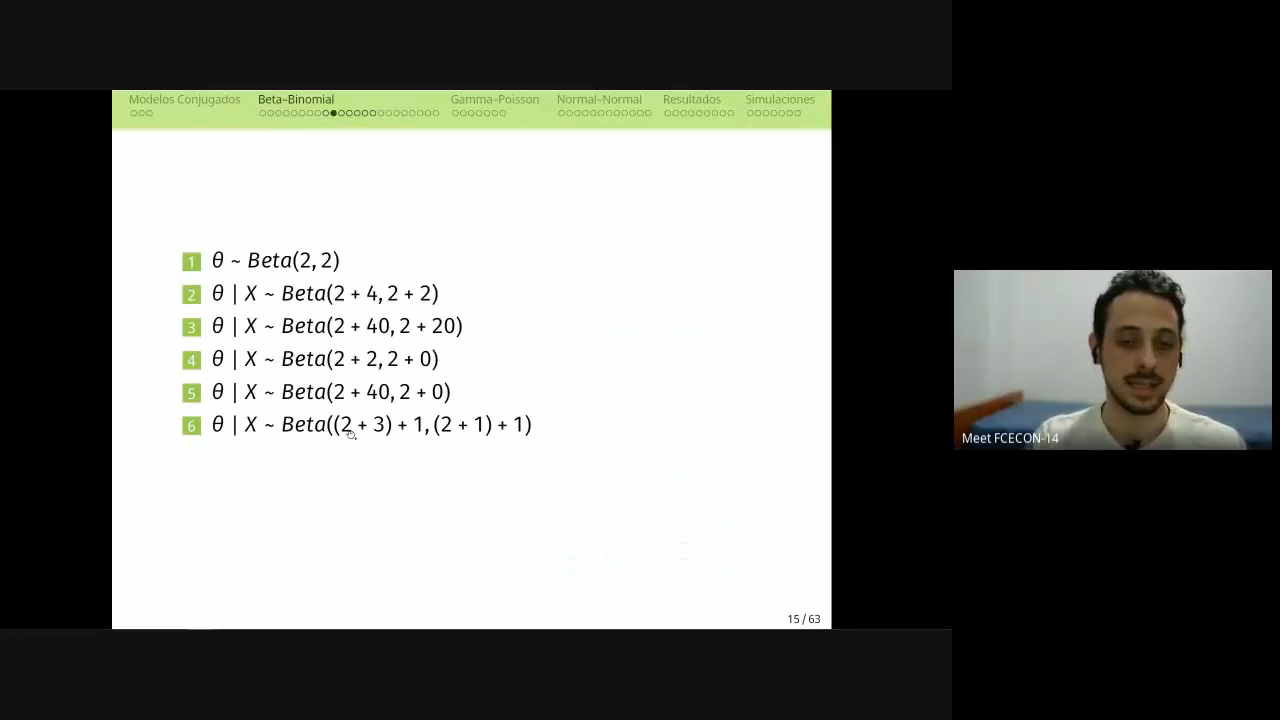 Modelos Conjugados Beta–Binomial Gamma–Poisson Normal–Normal Resultados Simulaciones
1 θ ~ Beta(2, 2)
2 θ | X ~ Beta(2 + 4, 2 + 2)
3 θ | X ~ Beta(2 + 40, 2 + 20)
4 θ | X ~ Beta(2 + 2, 2 + 0)
5 θ | X ~ Beta(2 + 40, 2 + 0)
6 θ | X ~ Beta((2 + 3) + 1, (2 + 1) + 1)
Meet FCECON-14
15 / 63